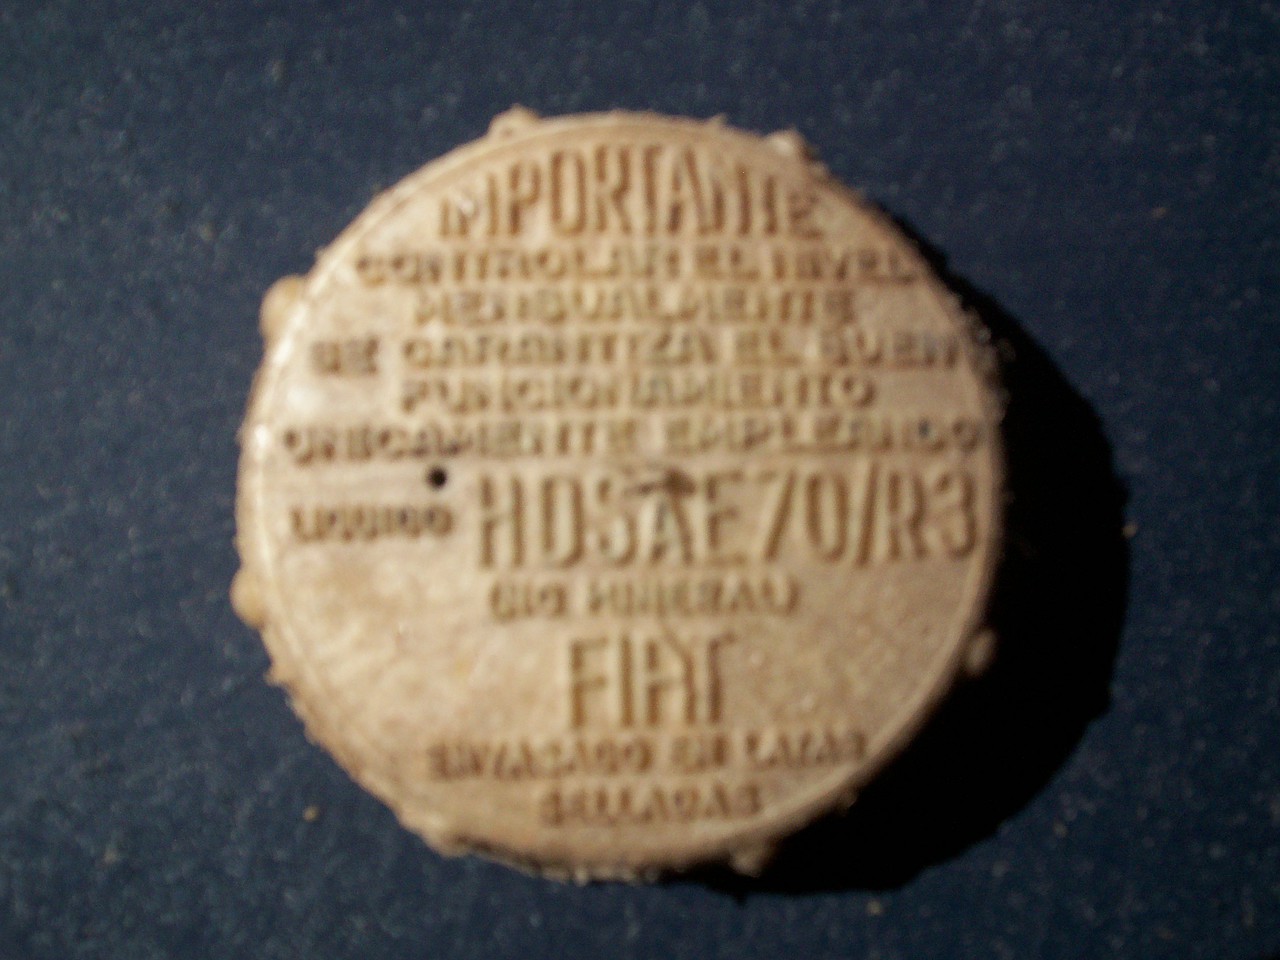 IMPORTANTE
CONTROLAR EL NIVEL
MENSUALMENTE
SE GARANTIZA EL BUEN
FUNCIONAMIENTO
UNICAMENTE EMPLEANDO
LIQUIDO HDSAE70/R3
(NO MINERAL)
FIAT
ENVASADO EN LATAS
SELLADAS